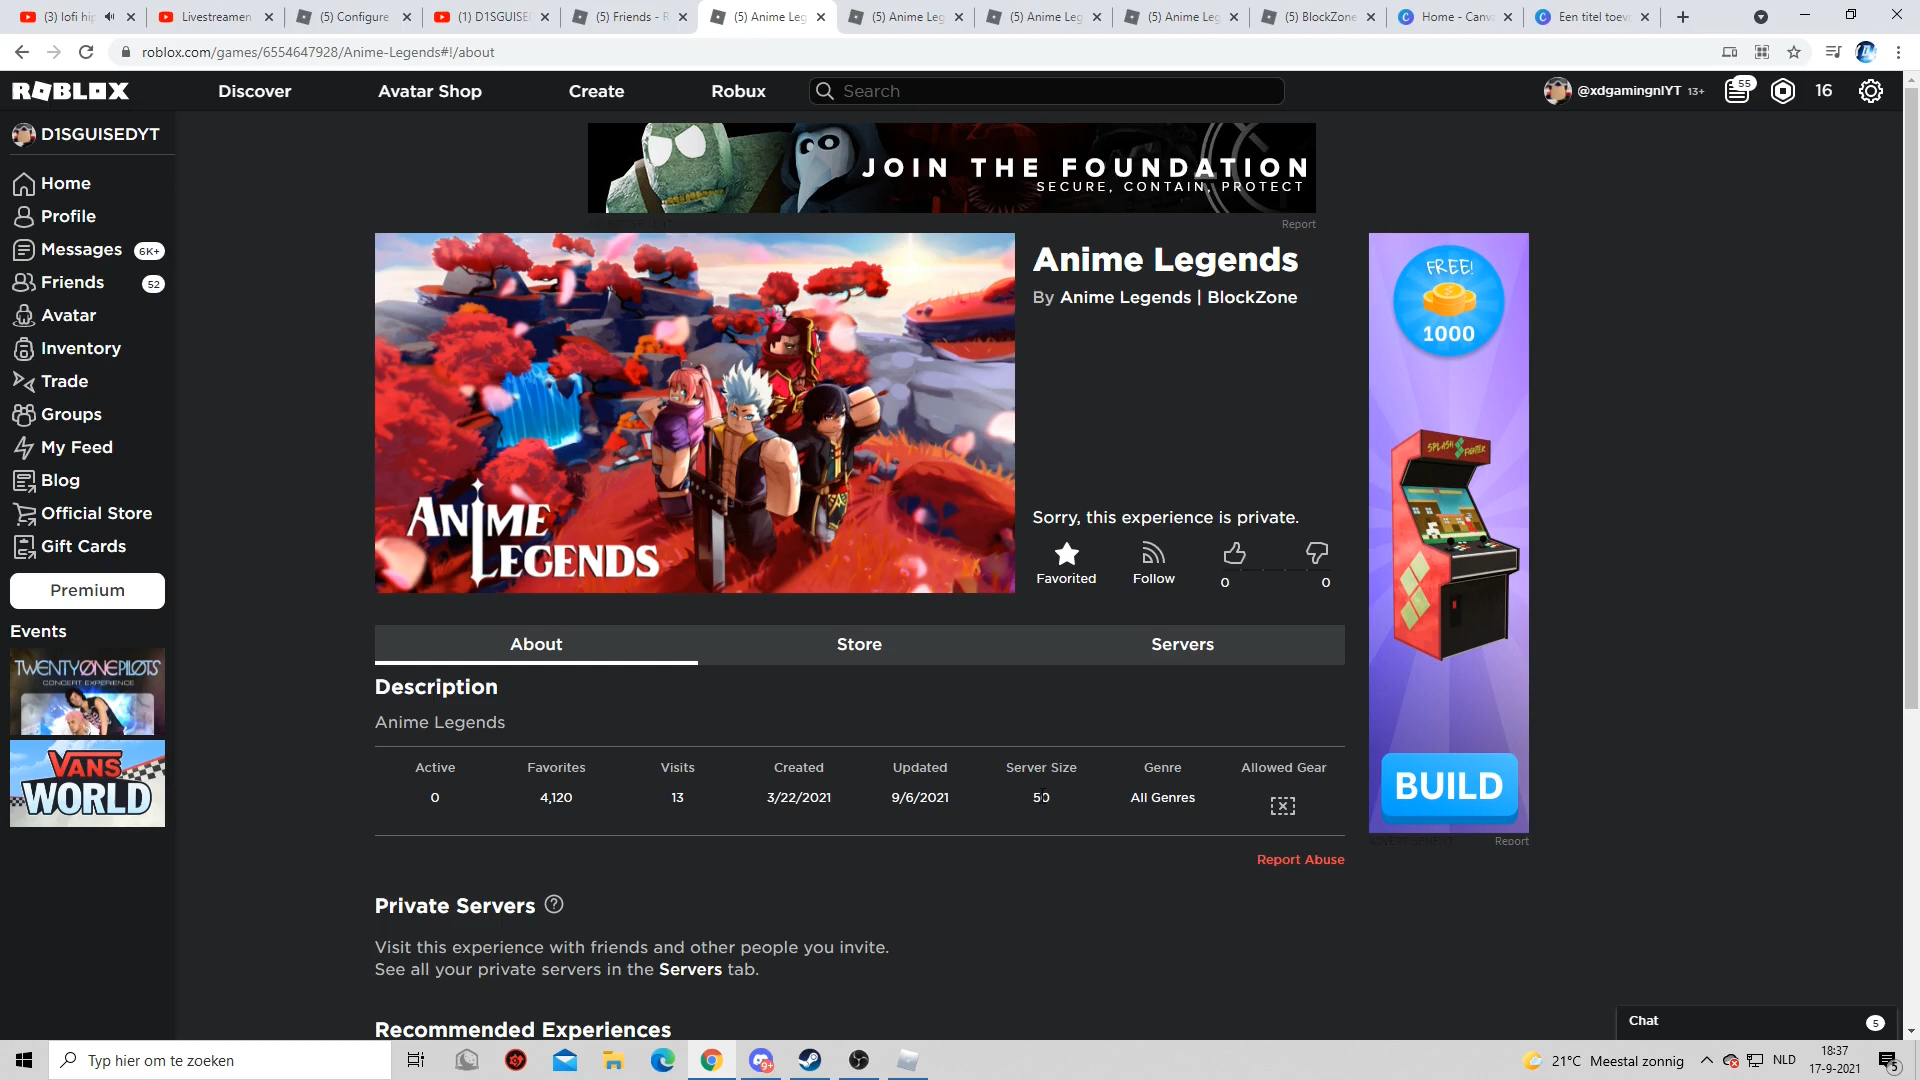 (3) lofi hip
Livestreamen
(5) Configure
(1) D1SGUISE
(5) Friends - R
(5) Anime Leg
(5) Anime Leg
(5) Anime Leg
(5) Anime Leg
(5) BlockZone
Home - Canva
Een titel toev
roblox.com/games/6554647928/Anime-Legends#!/about
ROBLOX
Discover
Avatar Shop
Create
Robux
Search
@xdgamingnlYT 13+
55
16
D1SGUISEDYT
Home
Profile
Messages 6K+
Friends 52
Avatar
Inventory
Trade
Groups
My Feed
Blog
Official Store
Gift Cards
Premium
Events
TWENTY ONE PILOTS
CONCERT EXPERIENCE
VANS
WORLD
JOIN THE FOUNDATION
SECURE, CONTAIN, PROTECT
Report
ANIME
LEGENDS
Anime Legends
By Anime Legends | BlockZone
Sorry, this experience is private.
Favorited
Follow
0
0
About
Store
Servers
Description
Anime Legends
Active Favorites Visits Created Updated Server Size Genre Allowed Gear
0 4,120 13 3/22/2021 9/6/2021 50 All Genres
Report Abuse
Private Servers
Visit this experience with friends and other people you invite.
See all your private servers in the Servers tab.
Recommended Experiences
FREE!
1000
SPLASH FIGHTER
BUILD
ADVERTISEMENT
Report
Chat
5
Typ hier om te zoeken
9+
21°C Meestal zonnig
NLD
18:37
17-9-2021
5